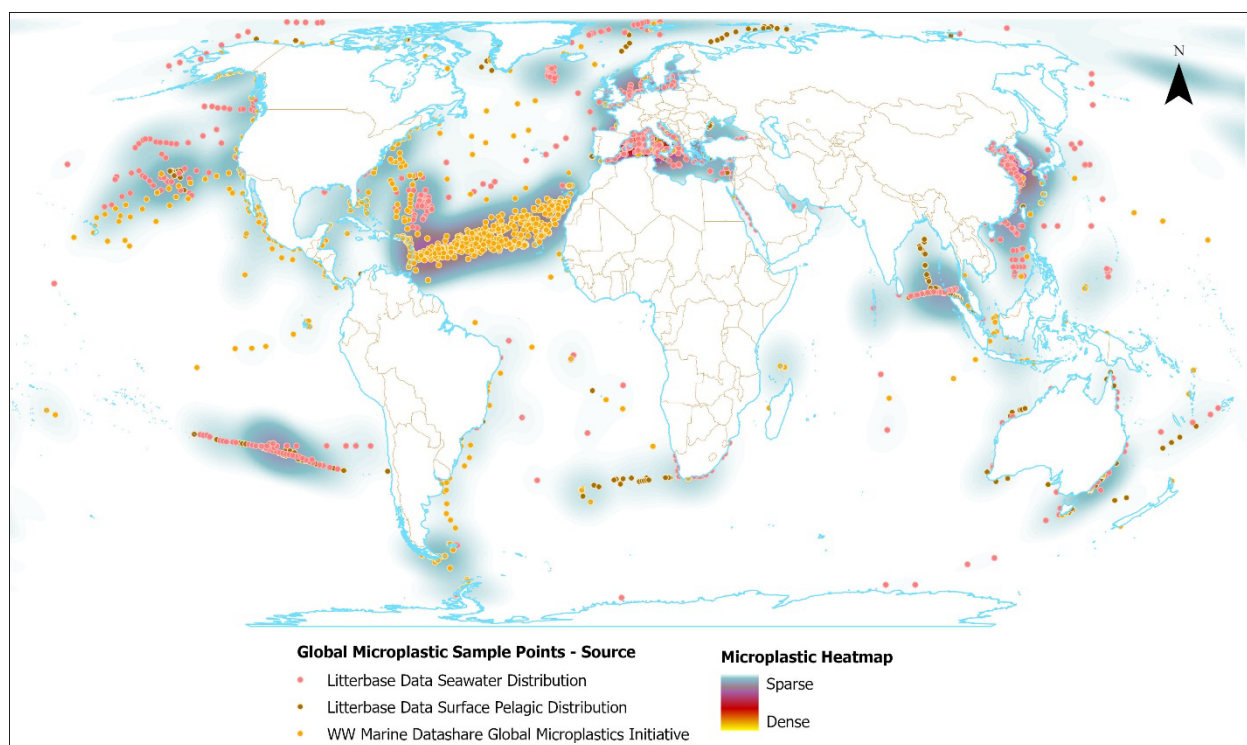 N
Global Microplastic Sample Points - Source
Litterbase Data Seawater Distribution
Litterbase Data Surface Pelagic Distribution
WW Marine Datashare Global Microplastics Initiative
Microplastic Heatmap
Sparse
Dense